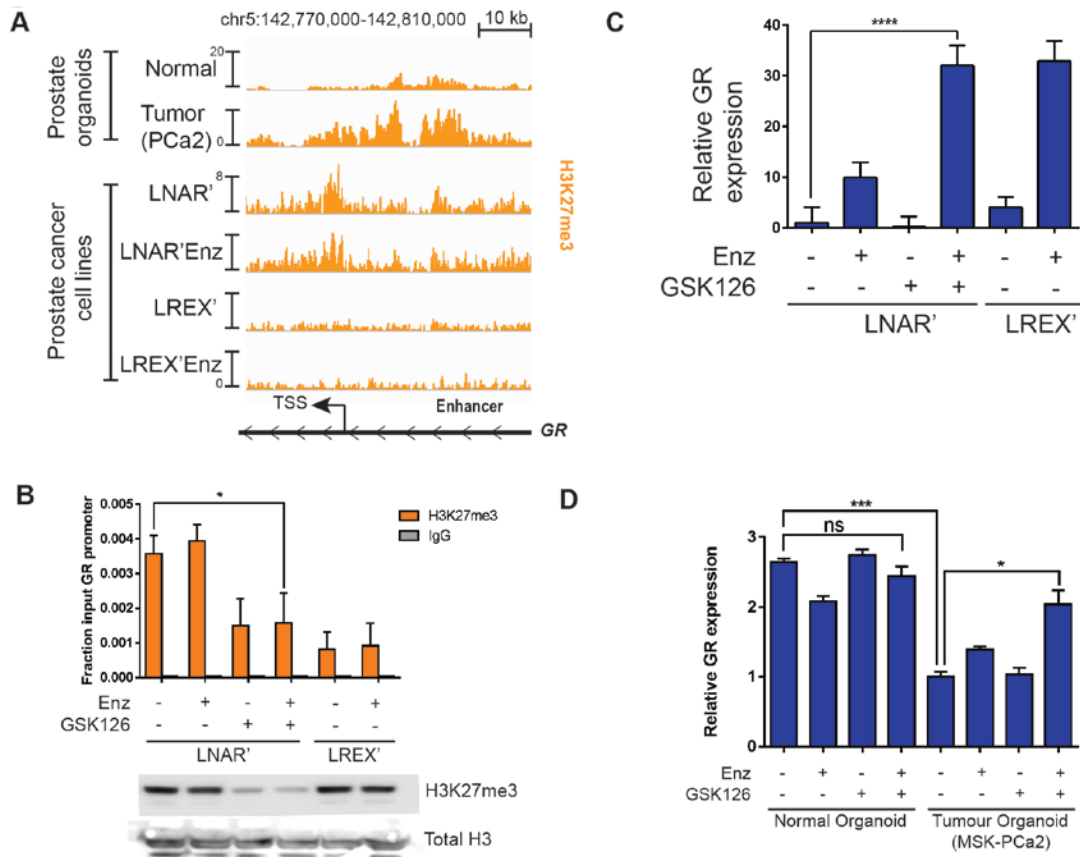 A
chr5:142,770,000-142,810,000
10 kb
Prostate organoids
Normal
20
Tumor (PCa2)
0
Prostate cancer cell lines
LNAR'
8
LNAR'Enz
LREX'
LREX'Enz
0
H3K27me3
TSS
Enhancer
GR
B
Fraction input GR promoter
0.005
0.004
0.003
0.002
0.001
0.000
*
H3K27me3
IgG
Enz - + - + - +
GSK126 - - + + - -
LNAR' LREX'
H3K27me3
Total H3
C
Relative GR expression
40
30
20
10
0
****
Enz - + - + - +
GSK126 - - + + - -
LNAR' LREX'
D
Relative GR expression
3
2
1
0
***
ns
*
Enz - + - + - + - +
GSK126 - - + + - - + +
Normal Organoid Tumour Organoid
(MSK-PCa2)